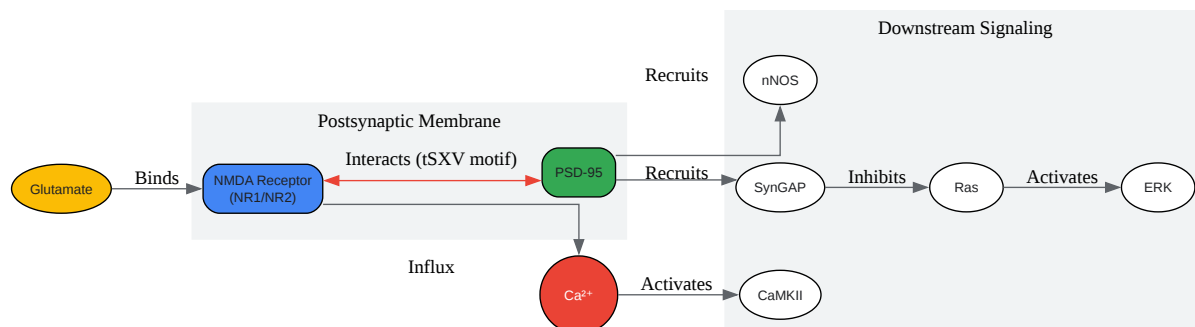 Downstream Signaling
Recruits
nNOS
Postsynaptic Membrane
Interacts (tSXV motif)
Glutamate
Binds
NMDA Receptor
(NR1/NR2)
PSD-95
Recruits
SynGAP
Inhibits
Ras
Activates
ERK
Influx
Ca²⁺
Activates
CaMKII